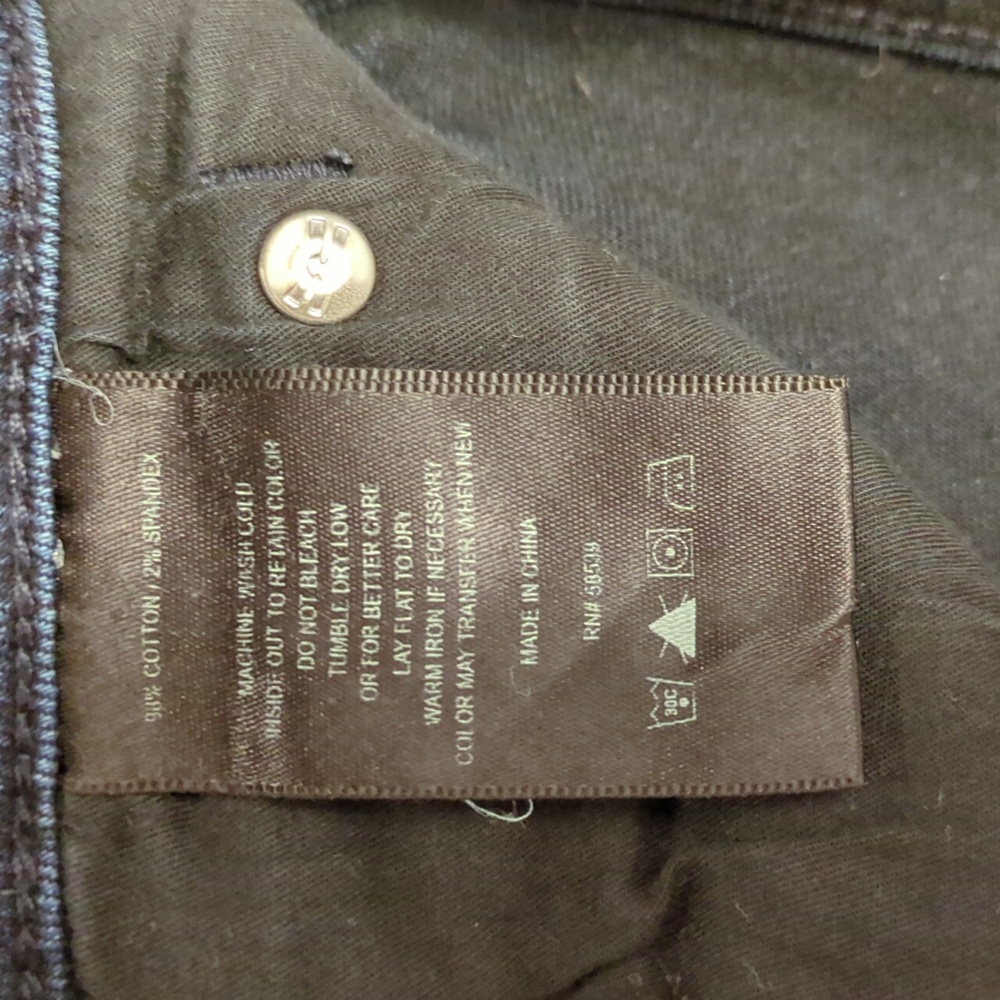 98% COTTON / 2% SPANDEX
MACHINE WASH COLD
INSIDE OUT TO RETAIN COLOR
DO NOT BLEACH
TUMBLE DRY LOW
OR FOR BETTER CARE
LAY FLAT TO DRY
WARM IRON IF NECESSARY
COLOR MAY TRANSFER WHEN NEW
MADE IN CHINA
RN# 58539
30C